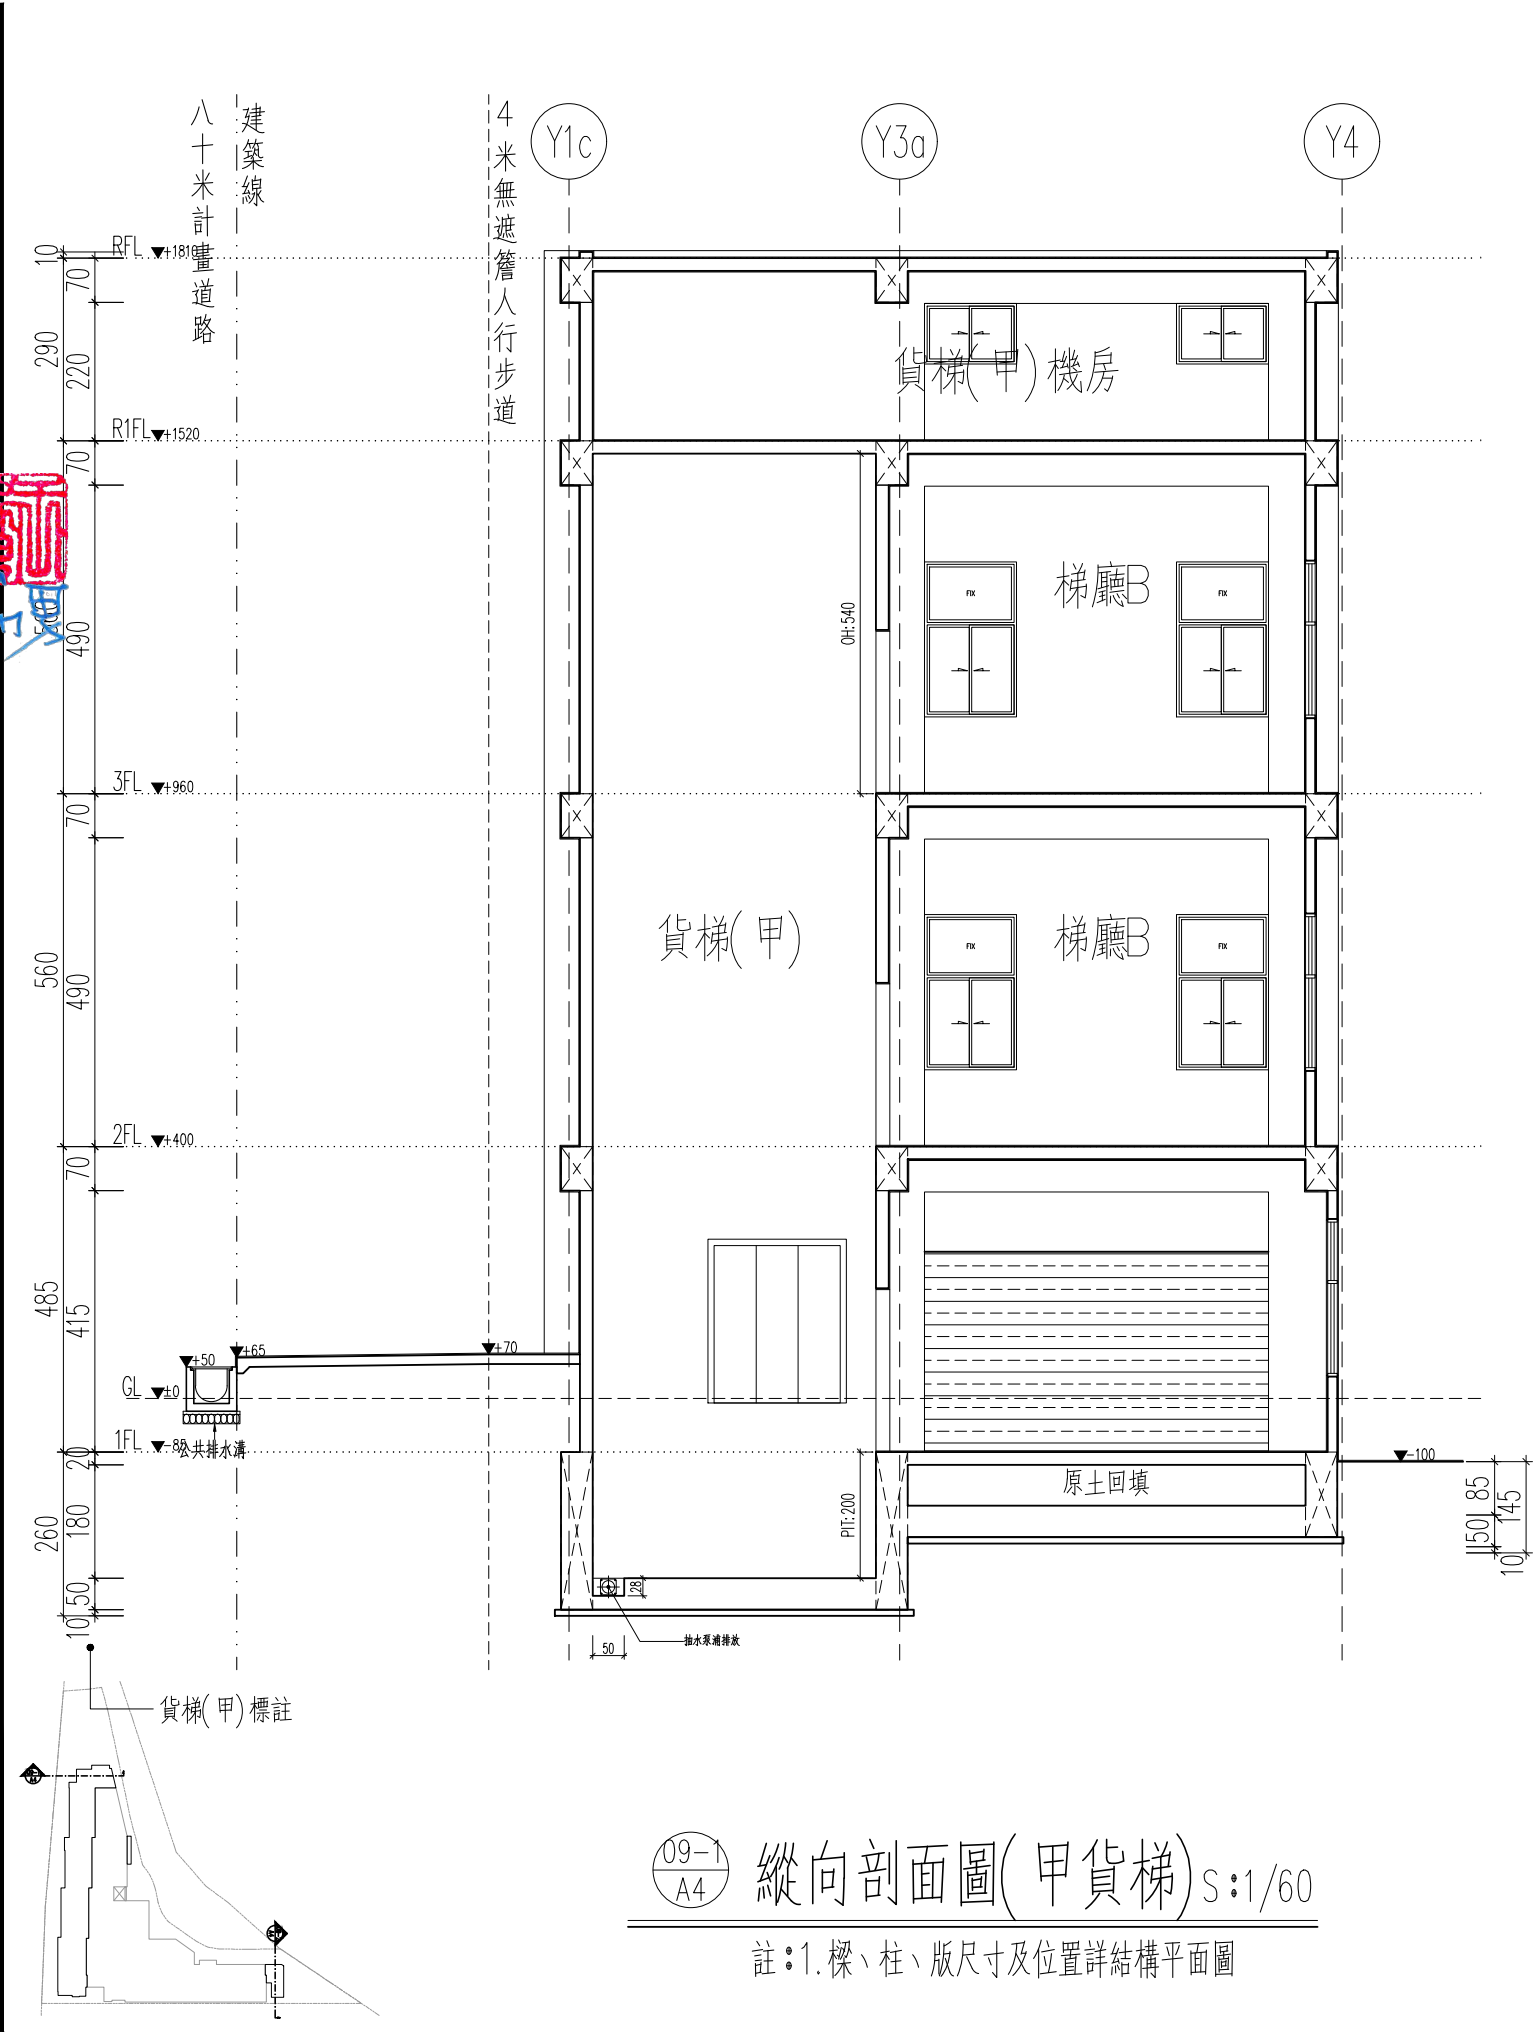 八十米計畫道路
建築線
4米無遮簷人行步道
Y1c
Y3a
Y4
RFL
+1810
10
70
290
220
貨梯(甲)機房
R1FL
+1520
70
490
OH:540
梯廳B
FIX
FIX
3FL
+960
70
560
490
貨梯(甲)
梯廳B
FIX
FIX
2FL
+400
70
485
415
+50
+65
+70
GL
±0
1FL
-85
公共排水溝
-100
20
260
180
50
10
PIT:200
原土回填
28
50
抽水泵浦排放
85
50
10
145
貨梯(甲)標註
09-1
A4
縱向剖面圖(甲貨梯)
S:1/60
註:1.樑、柱、版尺寸及位置詳結構平面圖